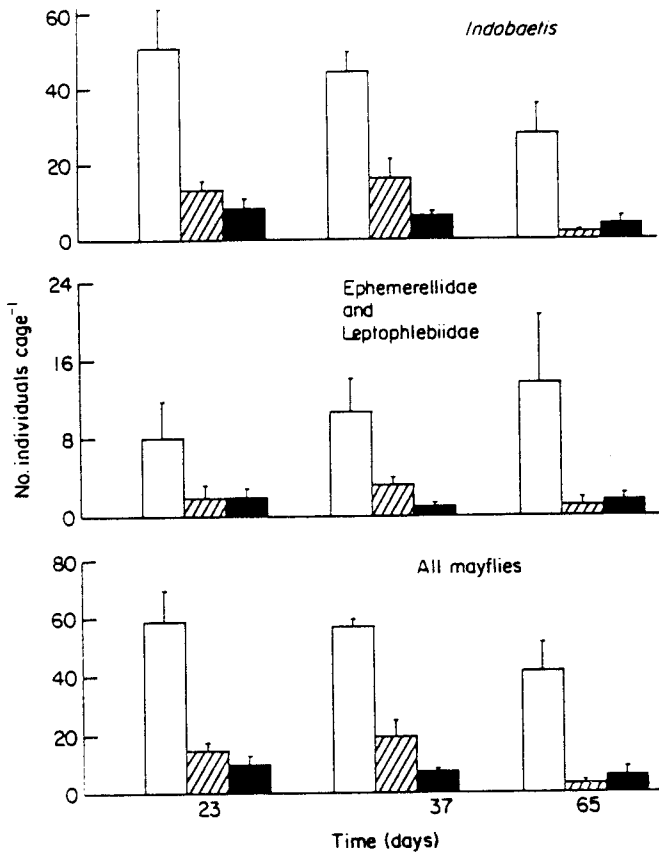 60
Indobaetis
40
20
0
24
Ephemerellidae
and
Leptophlebiidae
16
8
0
No. individuals cage⁻¹
80
All mayflies
60
40
20
0
23 37 65
Time (days)